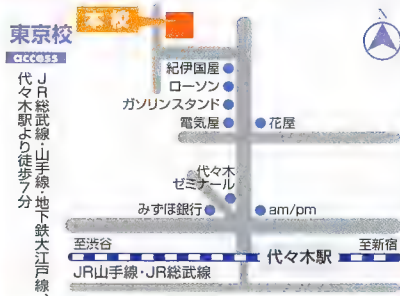 東京校
本校
access
JR総武線・山手線・地下鉄大江戸線、
代々木駅より徒歩7分
N
紀伊国屋
ローソン
ガソリンスタンド
電気屋
花屋
代々木
ゼミナール
みずほ銀行
am/pm
至渋谷
代々木駅
至新宿
JR山手線・JR総武線